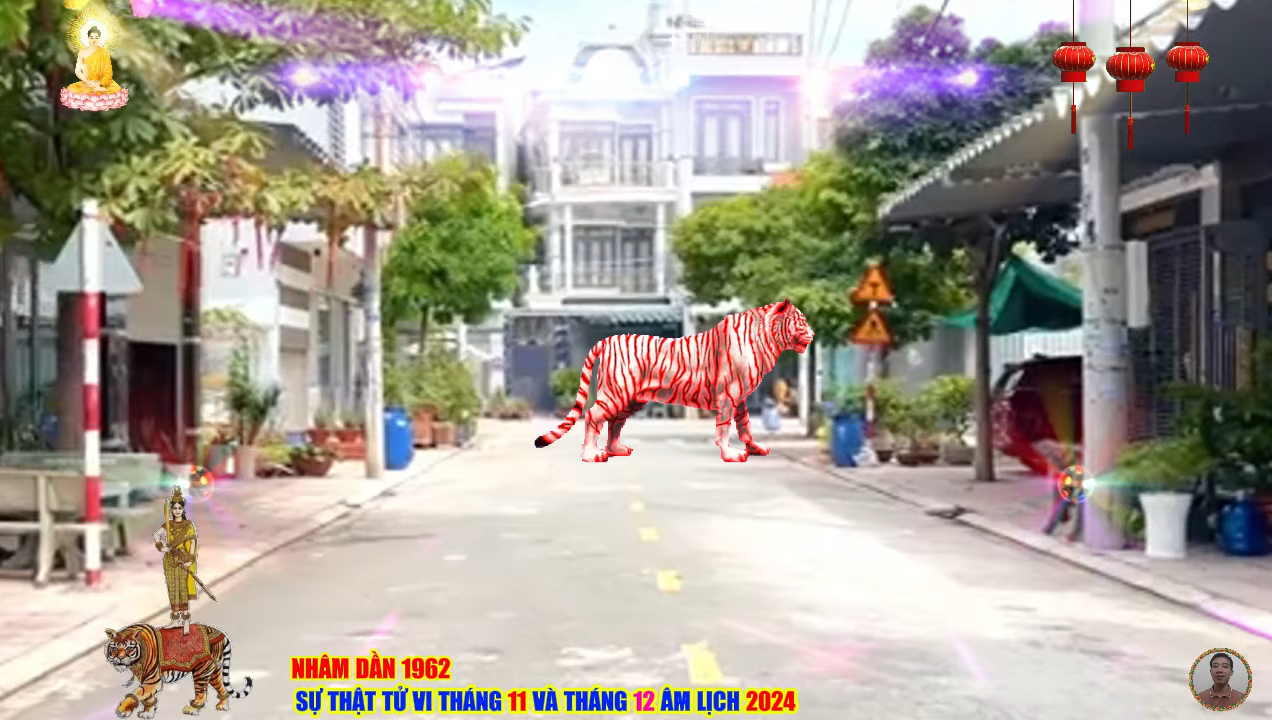 NHÂM DẦN 1962
SỰ THẬT TỬ VI THÁNG 11 VÀ THÁNG 12 ÂM LỊCH 2024